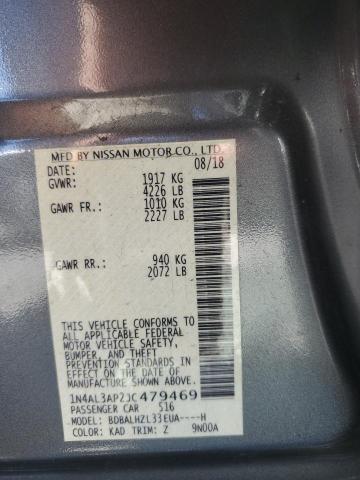 MFD BY NISSAN MOTOR CO., LTD.
DATE: 08/18
GVWR: 1917 KG
4226 LB
GAWR FR.: 1010 KG
2227 LB
GAWR RR.: 940 KG
2072 LB
THIS VEHICLE CONFORMS TO
ALL APPLICABLE FEDERAL
MOTOR VEHICLE SAFETY,
BUMPER, AND THEFT
PREVENTION STANDARDS
IN EFFECT ON THE DATE OF
MANUFACTURE SHOWN ABOVE.
1N4AL3AP2JC479469
PASSENGER CAR 516
MODEL: BDBALHZL33EUA----H
COLOR: KAD TRIM: Z 9N00A